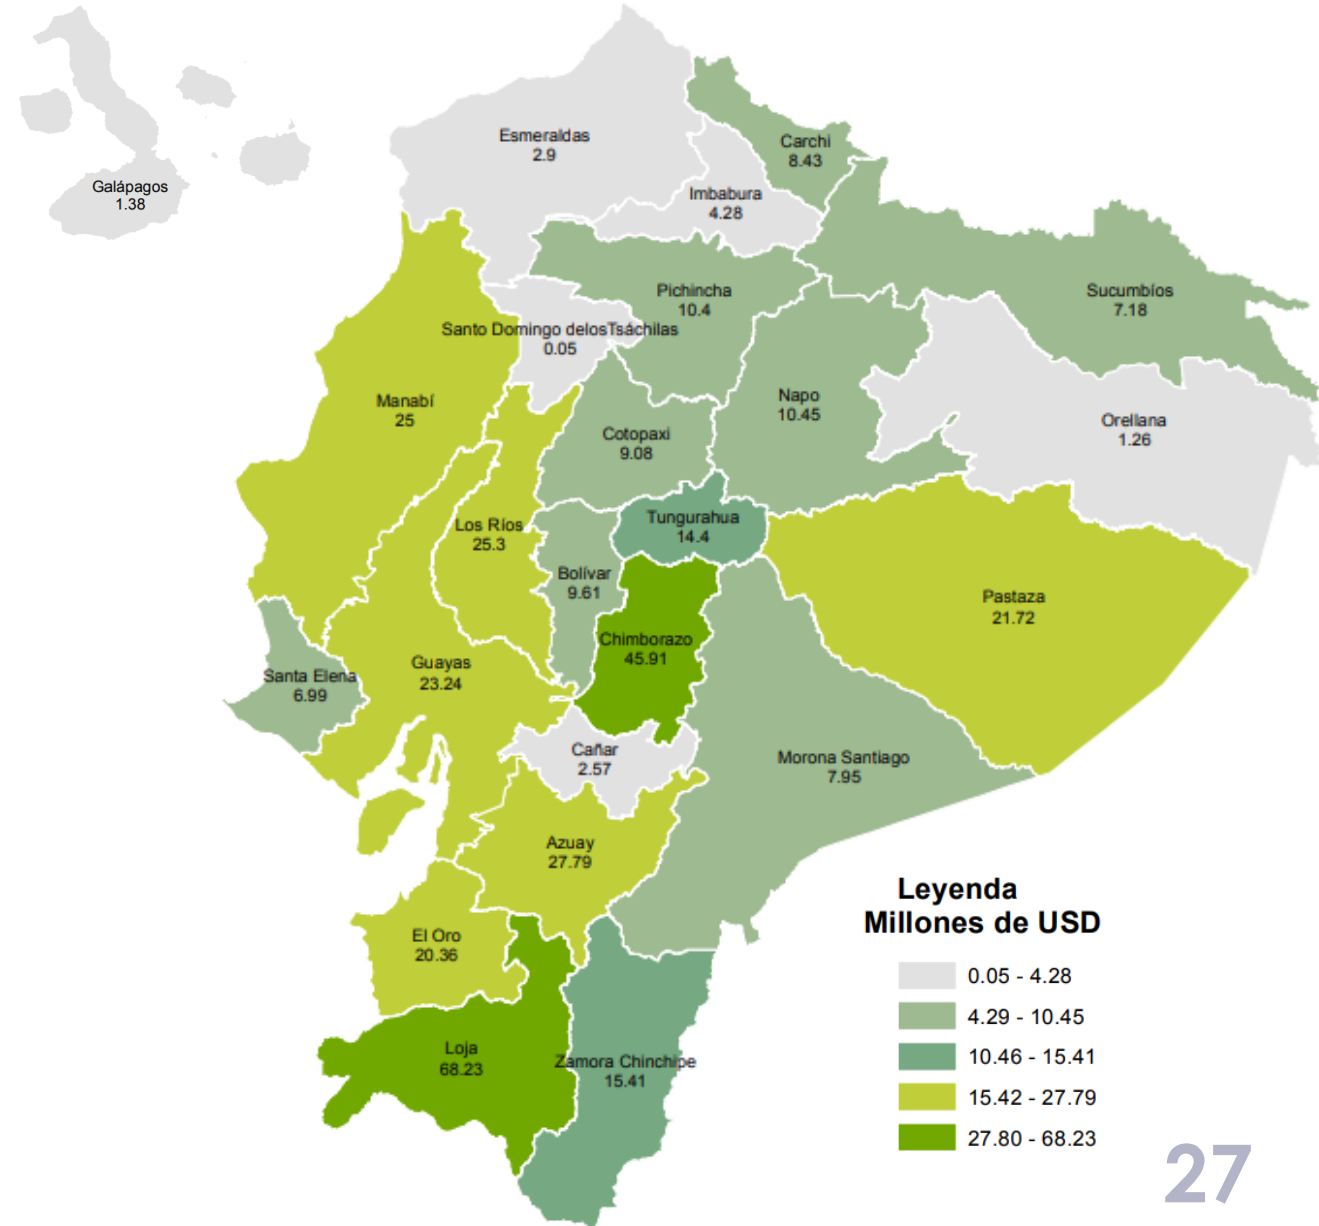 Esmeraldas
2.9
Carchi
8.43
Galápagos
1.38
Imbabura
4.28
Pichincha
10.4
Sucumbíos
7.18
Santo Domingo delosTsáchilas
0.05
Manabí
25
Napo
10.45
Orellana
1.26
Cotopaxi
9.08
Los Ríos
25.3
Tungurahua
14.4
Bolívar
9.61
Pastaza
21.72
Chimborazo
45.91
Santa Elena
6.99
Guayas
23.24
Cañar
2.57
Morona Santiago
7.95
Azuay
27.79
El Oro
20.36
Loja
68.23
Zamora Chinchipe
15.41
Leyenda
Millones de USD
0.05 - 4.28
4.29 - 10.45
10.46 - 15.41
15.42 - 27.79
27.80 - 68.23
27